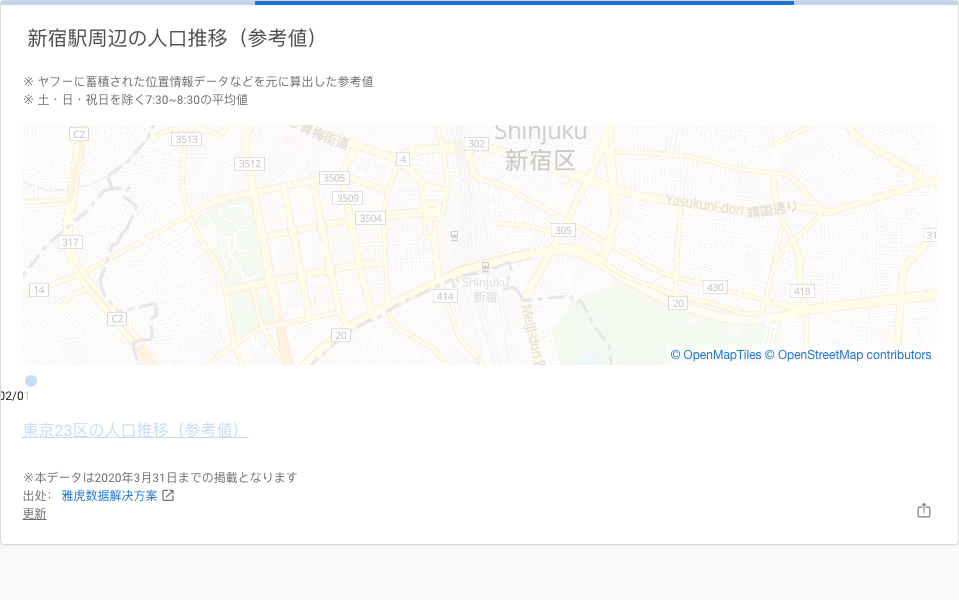 新宿駅周辺の人口推移（参考値）
※ ヤフーに蓄積された位置情報データなどを元に算出した参考値
※ 土・日・祝日を除く7:30~8:30の平均値
C2
3513
青梅街道
302
Shinjuku
新宿区
4
3512
3505
3509
3504
Yasukuni-dori 靖国通り
317
305
31
14
Shinjuku
新宿
414
430
418
20
C2
20
Meiji-dori
© OpenMapTiles © OpenStreetMap contributors
02/01
東京23区の人口推移（参考値）
※本データは2020年3月31日までの掲載となります
出处： 雅虎数据解决方案
更新